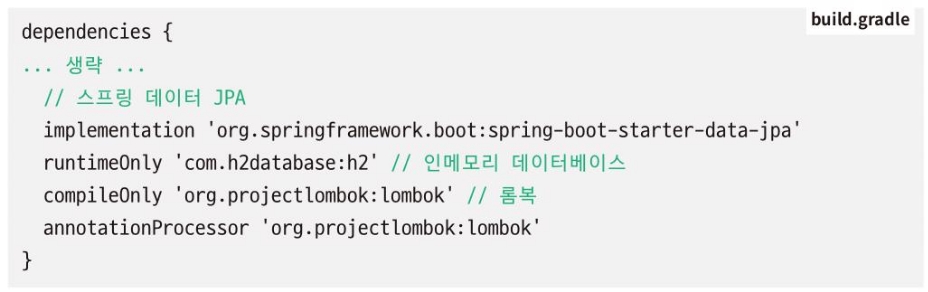 build.gradle
dependencies {
... 생략 ...
// 스프링 데이터 JPA
implementation 'org.springframework.boot:spring-boot-starter-data-jpa'
runtimeOnly 'com.h2database:h2' // 인메모리 데이터베이스
compileOnly 'org.projectlombok:lombok' // 롬복
annotationProcessor 'org.projectlombok:lombok'
}